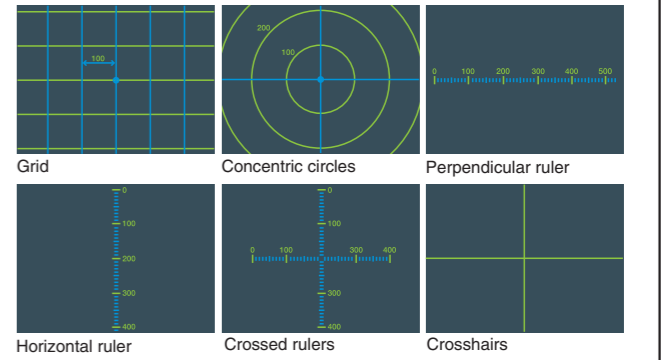 100
Grid
200
100
Concentric circles
0 100 200 300 400 500
Perpendicular ruler
0
100
200
300
400
Horizontal ruler
0
100
0 100 300 400
300
400
Crossed rulers
Crosshairs